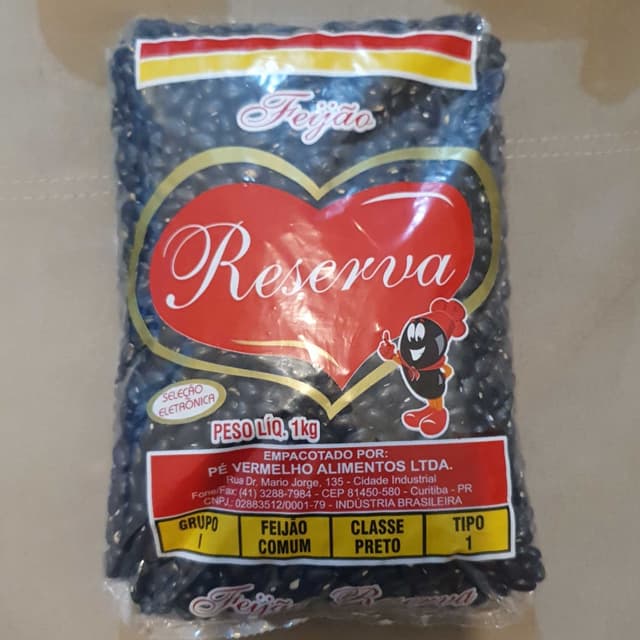 Feijão
Reserva
SELEÇÃO
ELETRÔNICA
PESO LÍQ. 1kg
EMPACOTADO POR:
PÉ VERMELHO ALIMENTOS LTDA.
Rua Dr. Mario Jorge, 135 - Cidade Industrial
Fone/Fax: (41) 3288-7984 - CEP 81450-580 - Curitiba - PR
CNPJ.: 02883512/0001-79 - INDÚSTRIA BRASILEIRA
GRUPO I
FEIJÃO COMUM
CLASSE PRETO
TIPO 1
Feijão Reserva